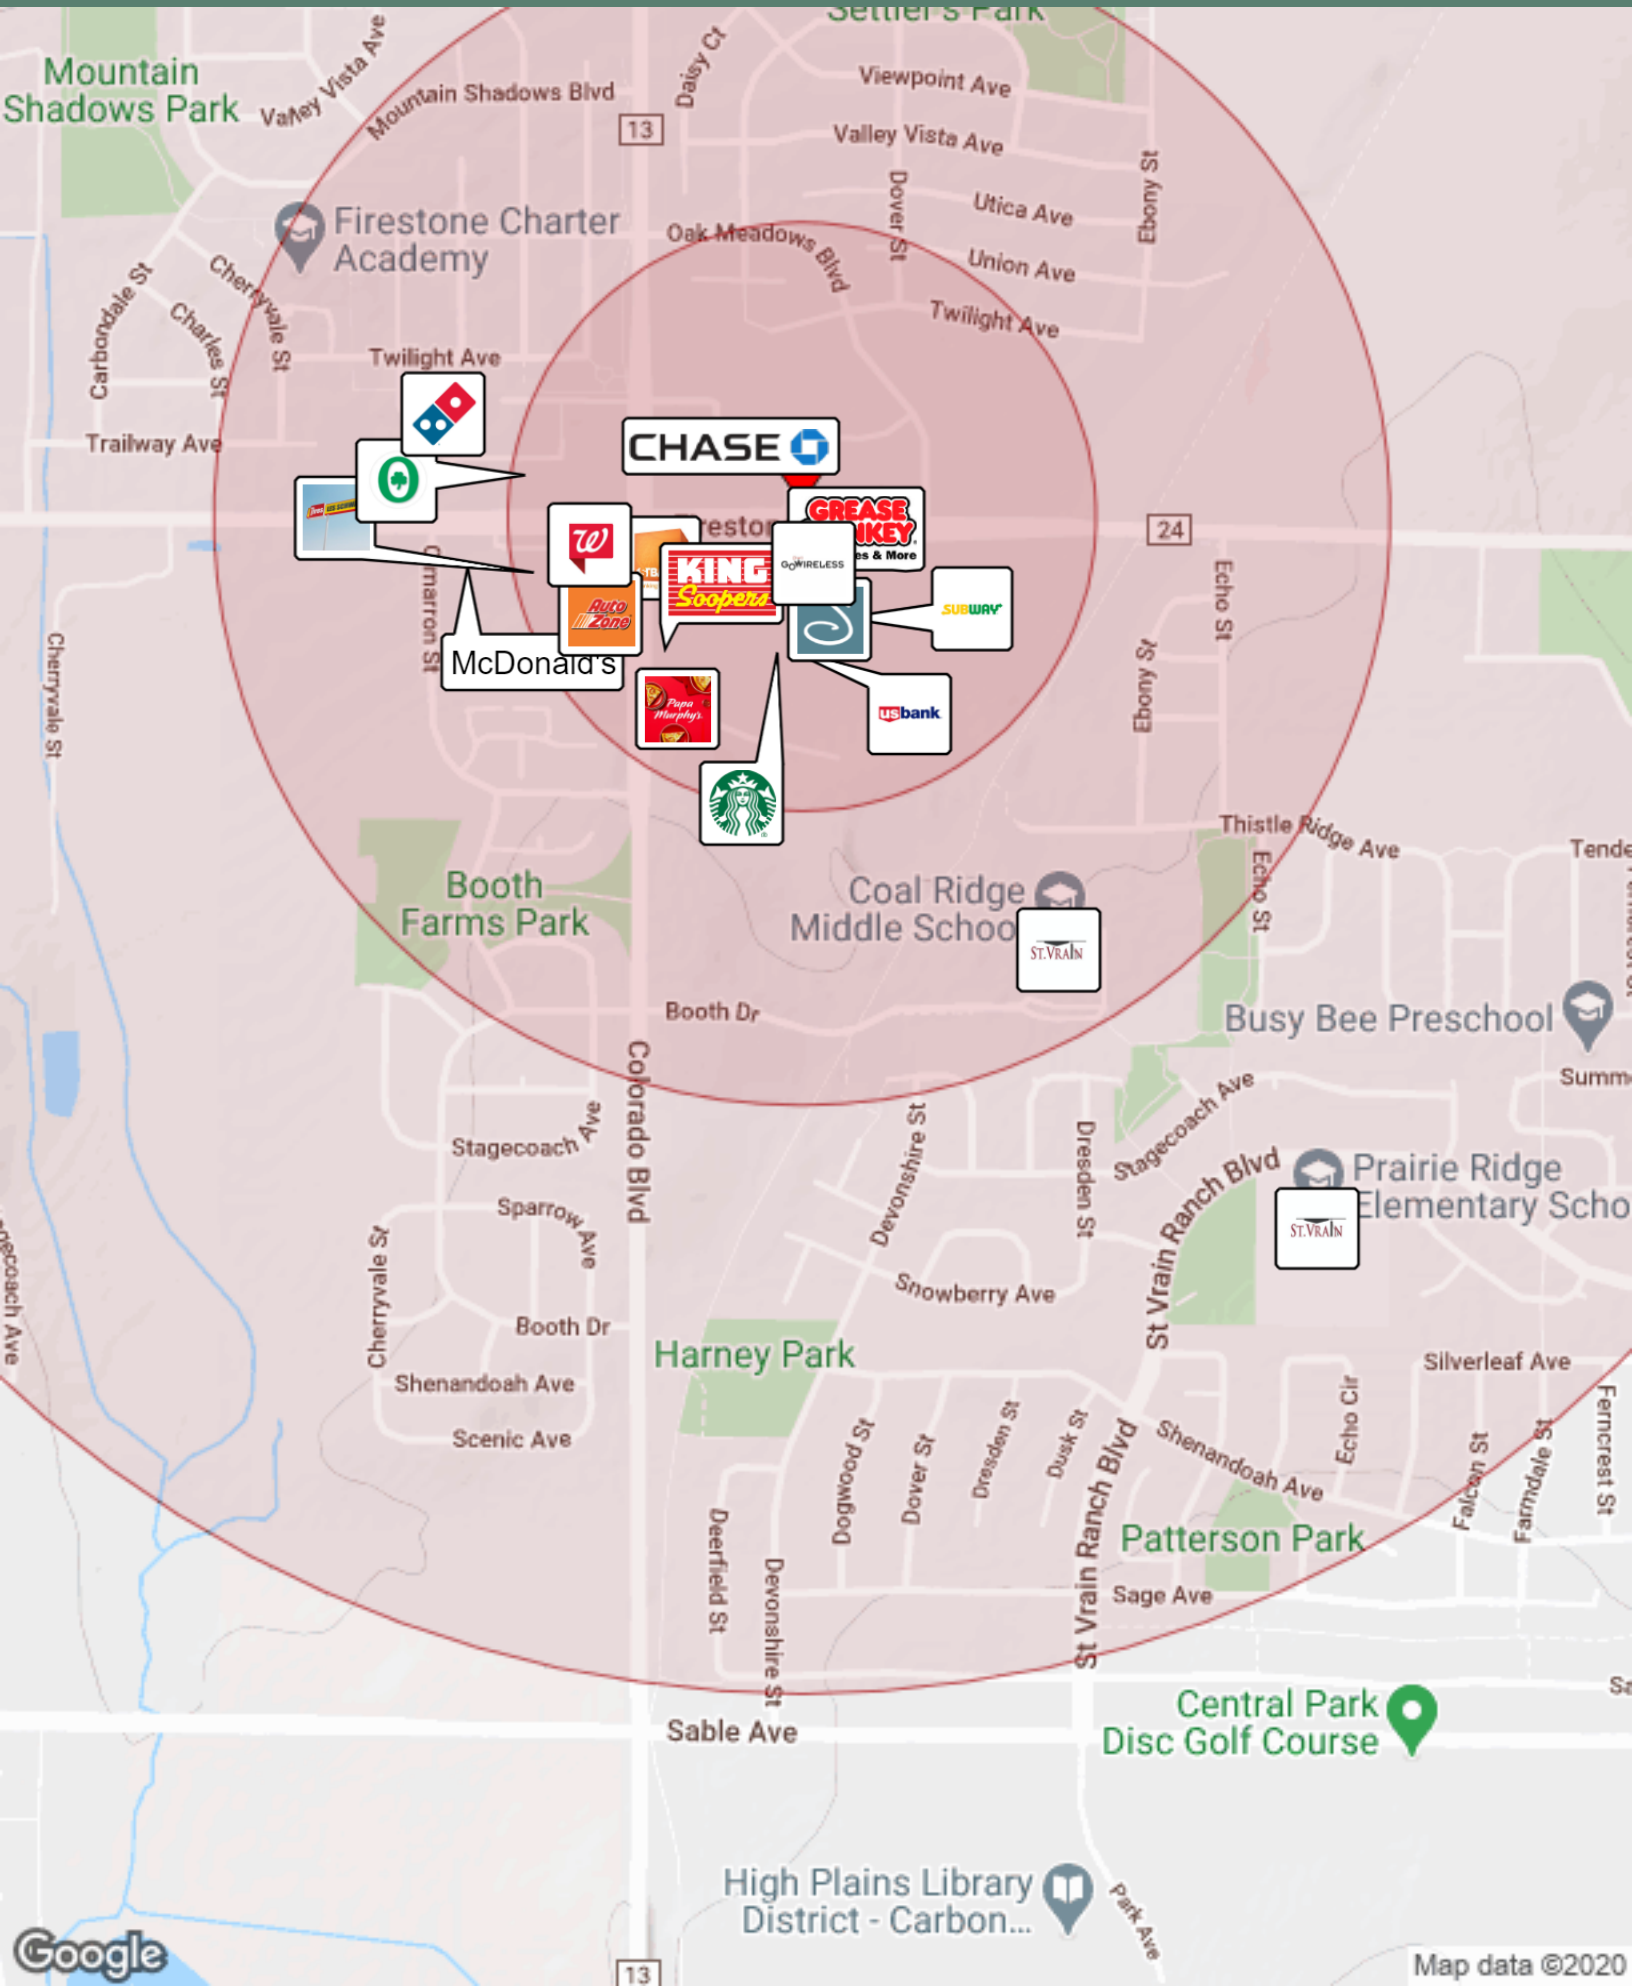 Settler's Park
Mountain
Shadows Park
Valley Vista Ave
Mountain Shadows Blvd
13
Daisy Ct
Viewpoint Ave
Valley Vista Ave
Dover St
Utica Ave
Ebony St
Union Ave
Oak Meadows Blvd
Twilight Ave
Firestone Charter
Academy
Carbondale St
Cherryvale St
Charles St
Twilight Ave
Trailway Ave
CHASE
GREASE
es & More
24
GOWIRELESS
KING
Soopers
Auto
Zone
SUBWAY
McDonald's
Papa
Murphy's
usbank
Cherryvale St
Echo St
Ebony St
Thistle Ridge Ave
Echo St
Booth
Farms Park
Coal Ridge
Middle Schoo
ST.VRAIN
Booth Dr
Busy Bee Preschool
Colorado Blvd
Stagecoach Ave
Devonshire St
Dresden St
Stagecoach Ave
St Vrain Ranch Blvd
Prairie Ridge
Elementary Scho
ST.VRAIN
Sparrow Ave
Cherryvale St
Snowberry Ave
Booth Dr
Harney Park
Shenandoah Ave
Scenic Ave
Silverleaf Ave
Echo Cir
Ferncrest St
Dogwood St
Dover St
Dresden St
Dusk St
Shenandoah Ave
Falcon St
Farmdale St
St Vrain Ranch Blvd
Patterson Park
Deerfield St
Devonshire St
Sage Ave
Sable Ave
Central Park
Disc Golf Course
High Plains Library
District - Carbon...
Park Ave
Google
13
Map data ©2020